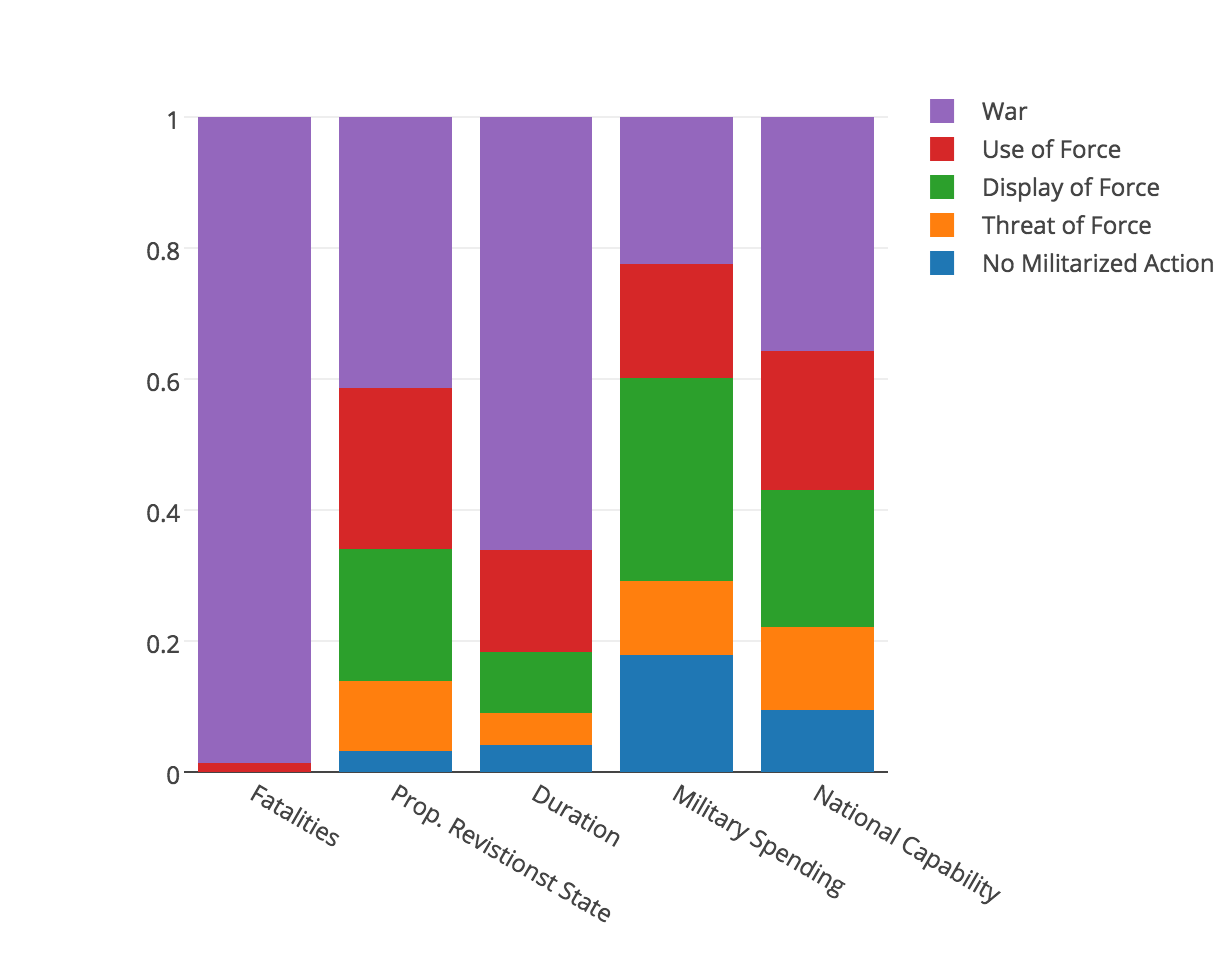 War
Use of Force
Display of Force
Threat of Force
No Militarized Action
1
0.8
0.6
0.4
0.2
0
Fatalities
Prop. Revistionst State
Duration
Military Spending
National Capability